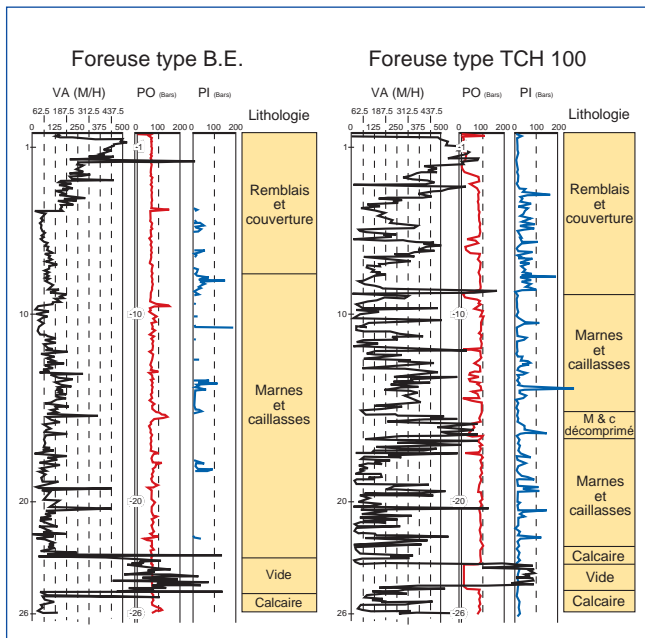 Foreuse type B.E.
Foreuse type TCH 100
VA (M/H) PO (Bars) PI (Bars)
Lithologie
62.5 187.5 312.5 437.5
0 125 250 375 500 0 100 200 0 100 200
1
-1
10
-10
20
-20
26
-26
Remblais
et
couverture
Marnes
et
caillasses
Vide
Calcaire
VA (M/H) PO (Bars) PI (Bars)
Lithologie
62.5 187.5 312.5 437.5
0 125 250 375 500 0 100 200 0 100 200
1
-1
10
-10
20
-20
26
-26
Remblais
et
couverture
Marnes
et
caillasses
M & c
décomprimé
Marnes
et
caillasses
Calcaire
Vide
Calcaire